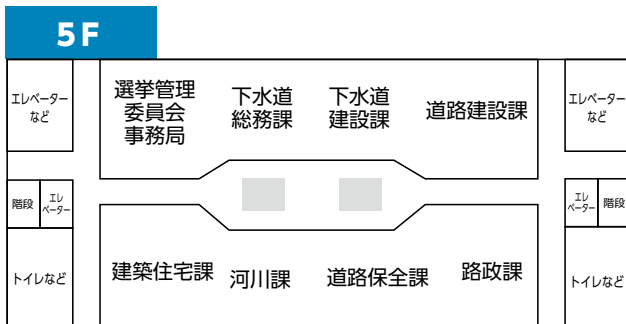 5F
エレベーター
など
選挙管理
委員会
事務局
下水道
総務課
下水道
建設課
道路建設課
エレベーター
など
階段
エレ
ベーター
エレ
ベーター
階段
トイレなど
建築住宅課
河川課
道路保全課
路政課
トイレなど